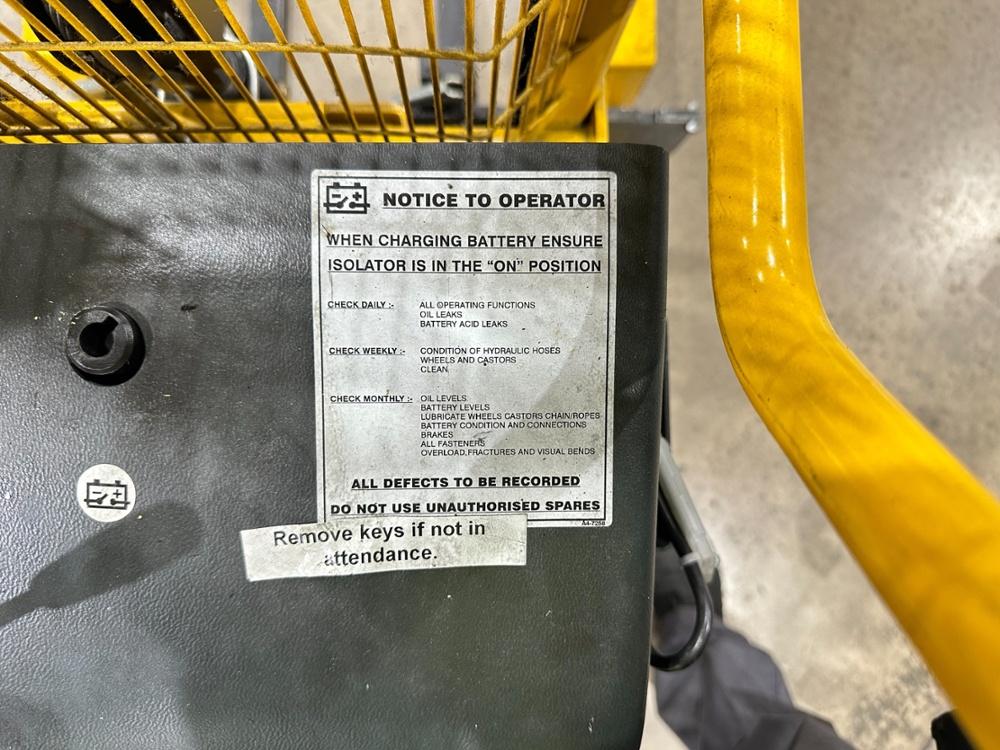 NOTICE TO OPERATOR
WHEN CHARGING BATTERY ENSURE
ISOLATOR IS IN THE "ON" POSITION
CHECK DAILY :- ALL OPERATING FUNCTIONS
OIL LEAKS
BATTERY ACID LEAKS
CHECK WEEKLY :- CONDITION OF HYDRAULIC HOSES
WHEELS AND CASTORS
CLEAN
CHECK MONTHLY :- OIL LEVELS
BATTERY LEVELS
LUBRICATE WHEELS CASTORS CHAIN/ROPES
BATTERY CONDITION AND CONNECTIONS
BRAKES
ALL FASTENERS
OVERLOAD,FRACTURES AND VISUAL BENDS
ALL DEFECTS TO BE RECORDED
DO NOT USE UNAUTHORISED SPARES
A4-7258
Remove keys if not in
attendance.